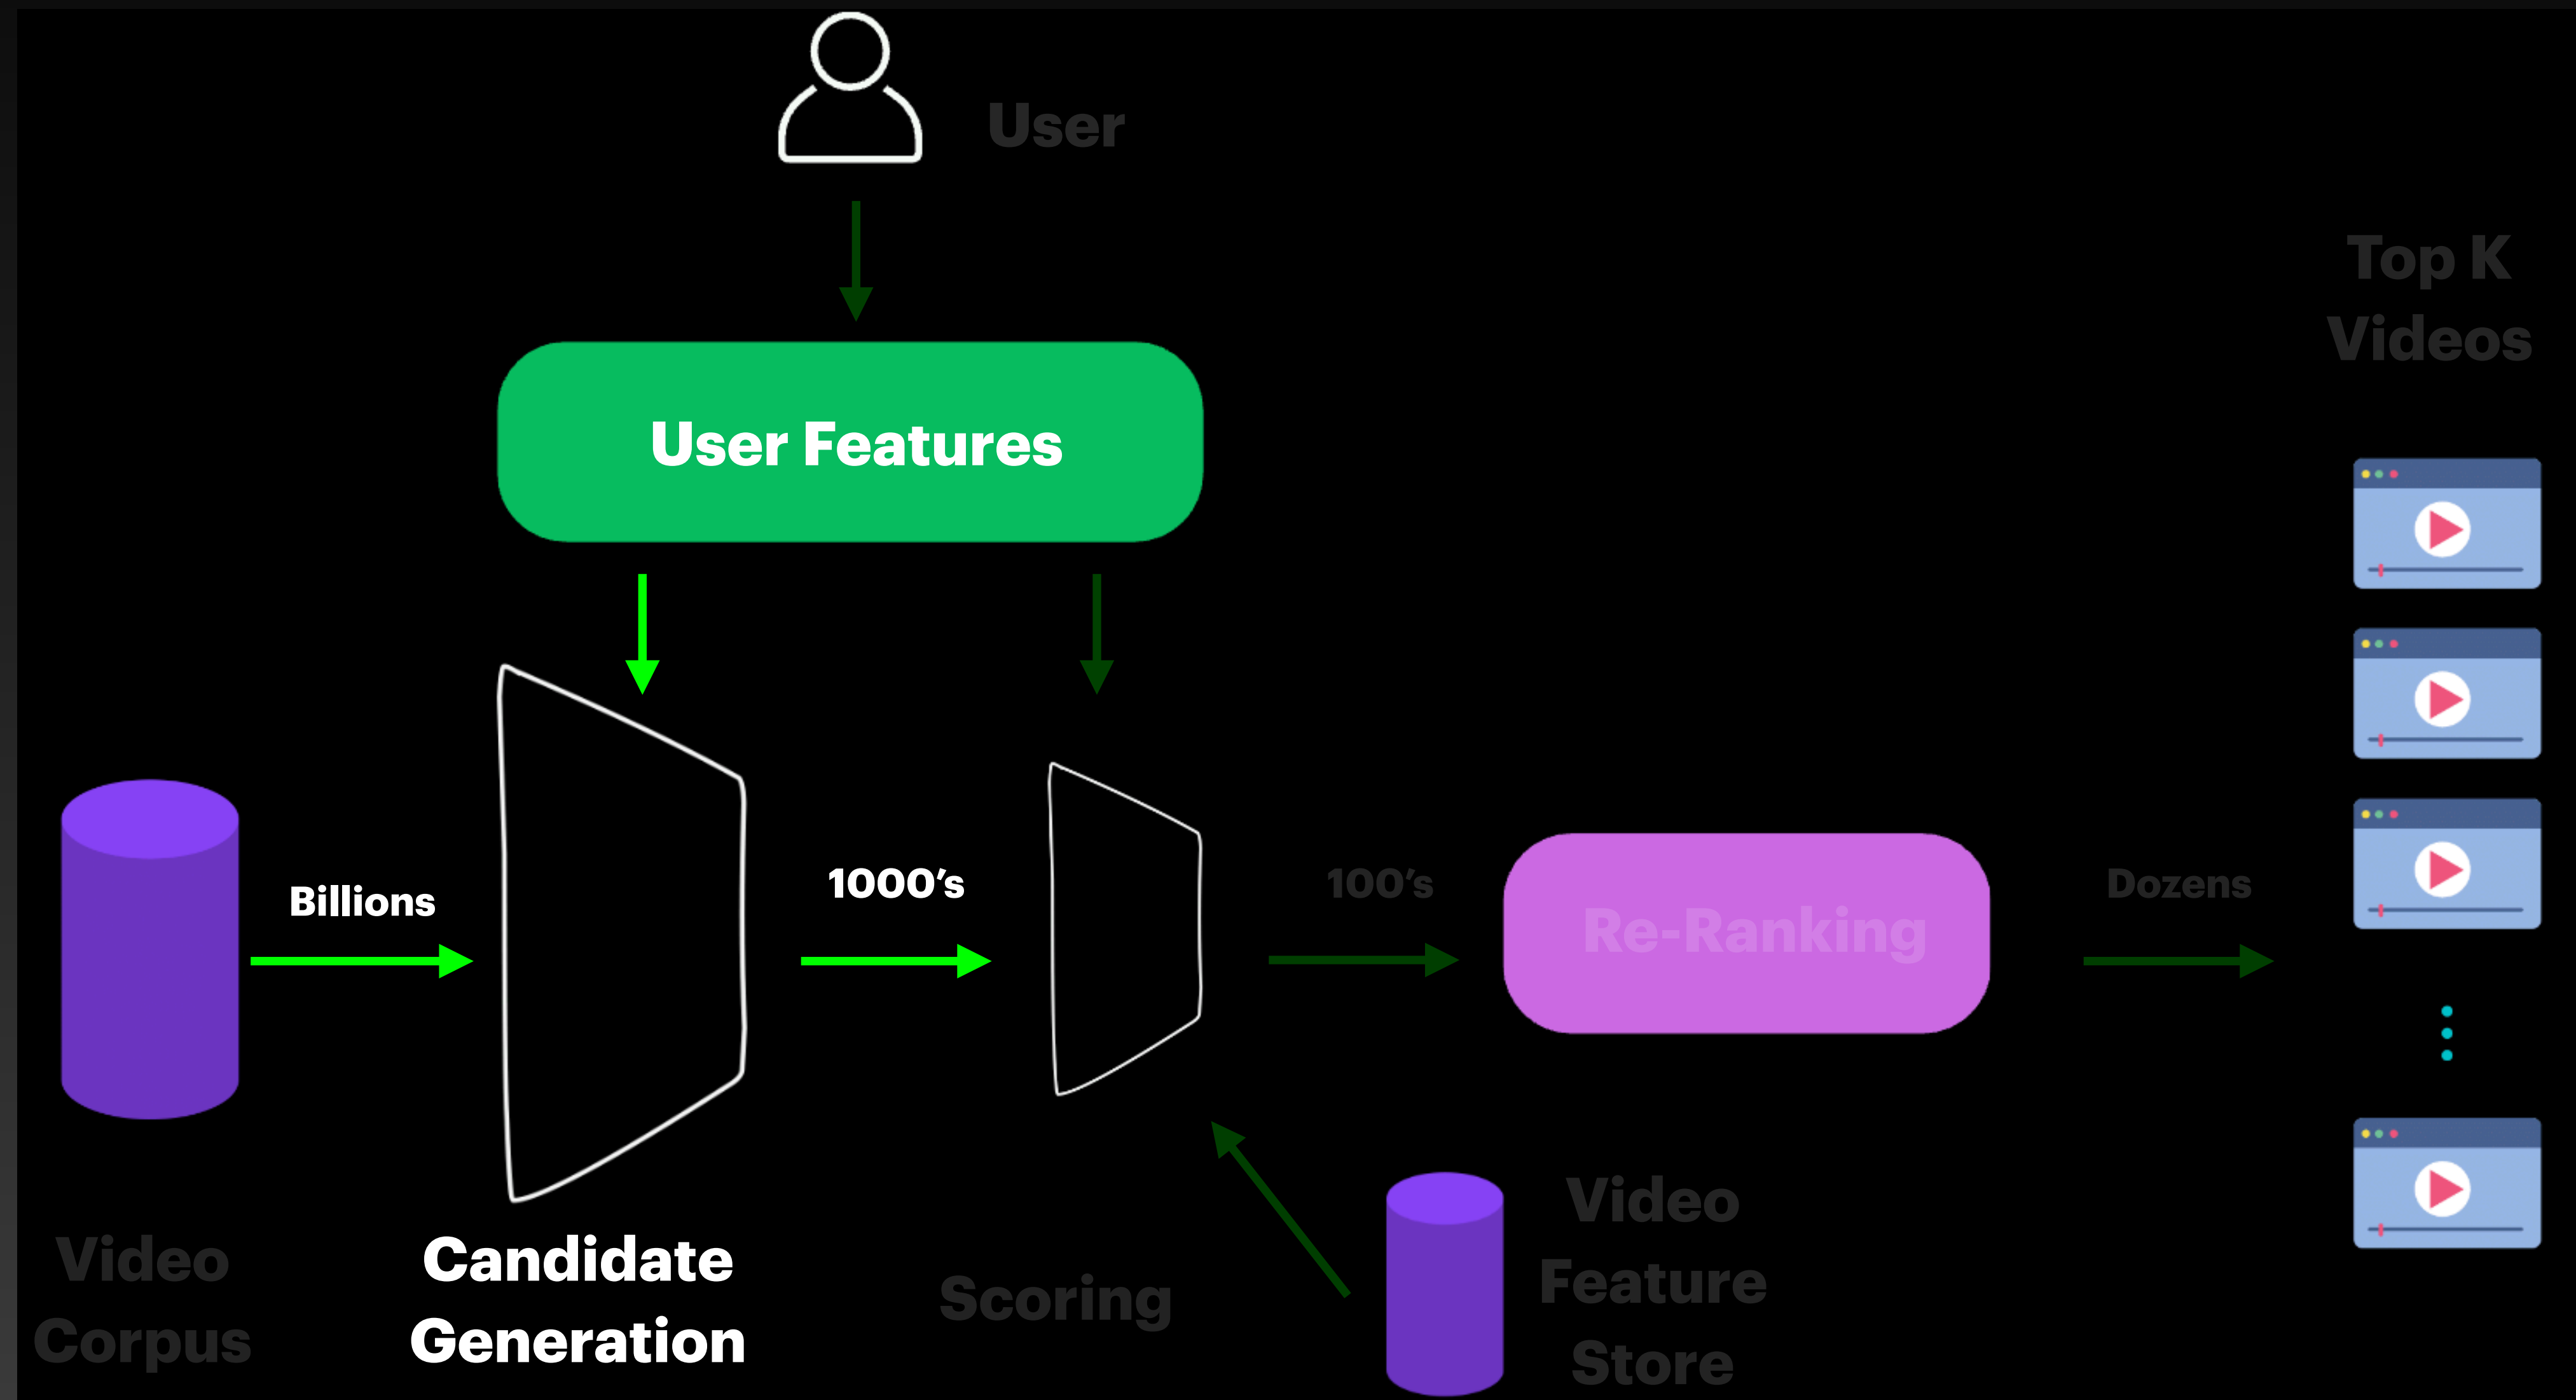 User
Top K
Videos
User Features
Billions
1000’s
100’s
Re-Ranking
Dozens
Video
Corpus
Candidate
Generation
Scoring
Video
Feature
Store